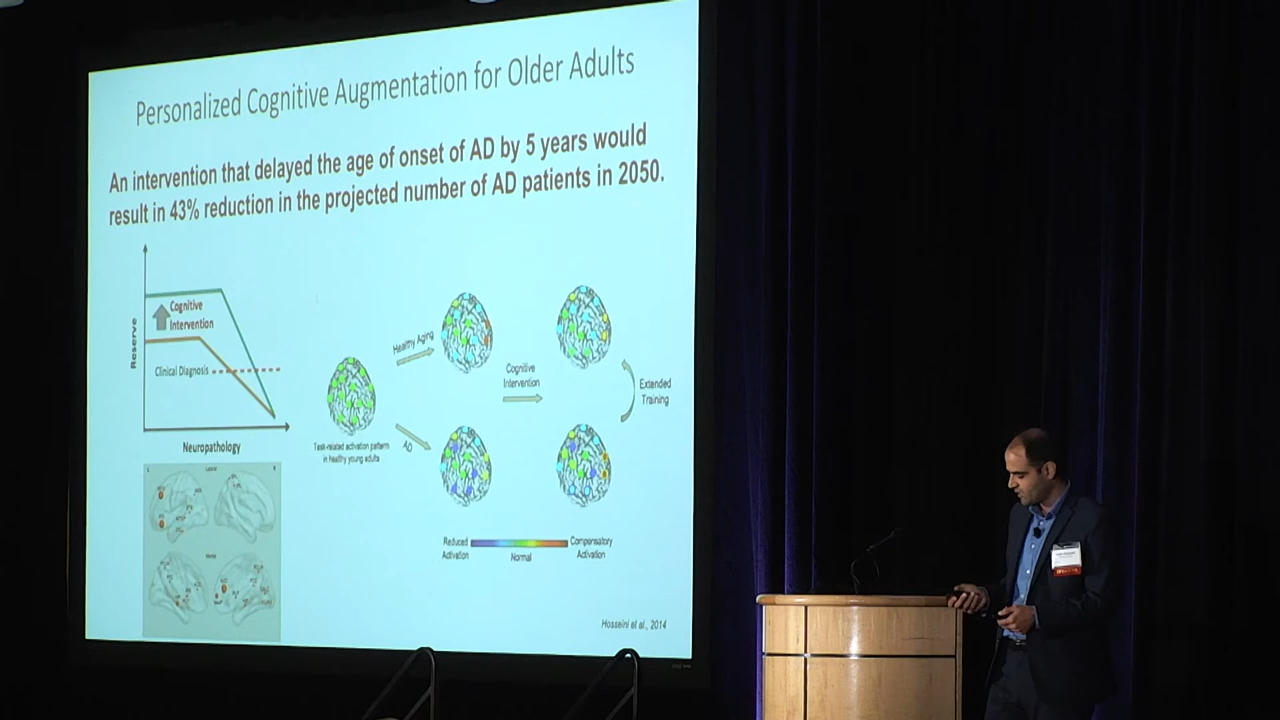 Personalized Cognitive Augmentation for Older Adults
An intervention that delayed the age of onset of AD by 5 years would
result in 43% reduction in the projected number of AD patients in 2050.
Reserve
Cognitive
Intervention
Clinical Diagnosis
Neuropathology
Task-related activation pattern
in healthy young adults
Healthy Aging
AD
Cognitive
Intervention
Extended
Training
Reduced
Activation
Normal
Compensatory
Activation
L
Lateral
R
Medial
Hosseini et al., 2014